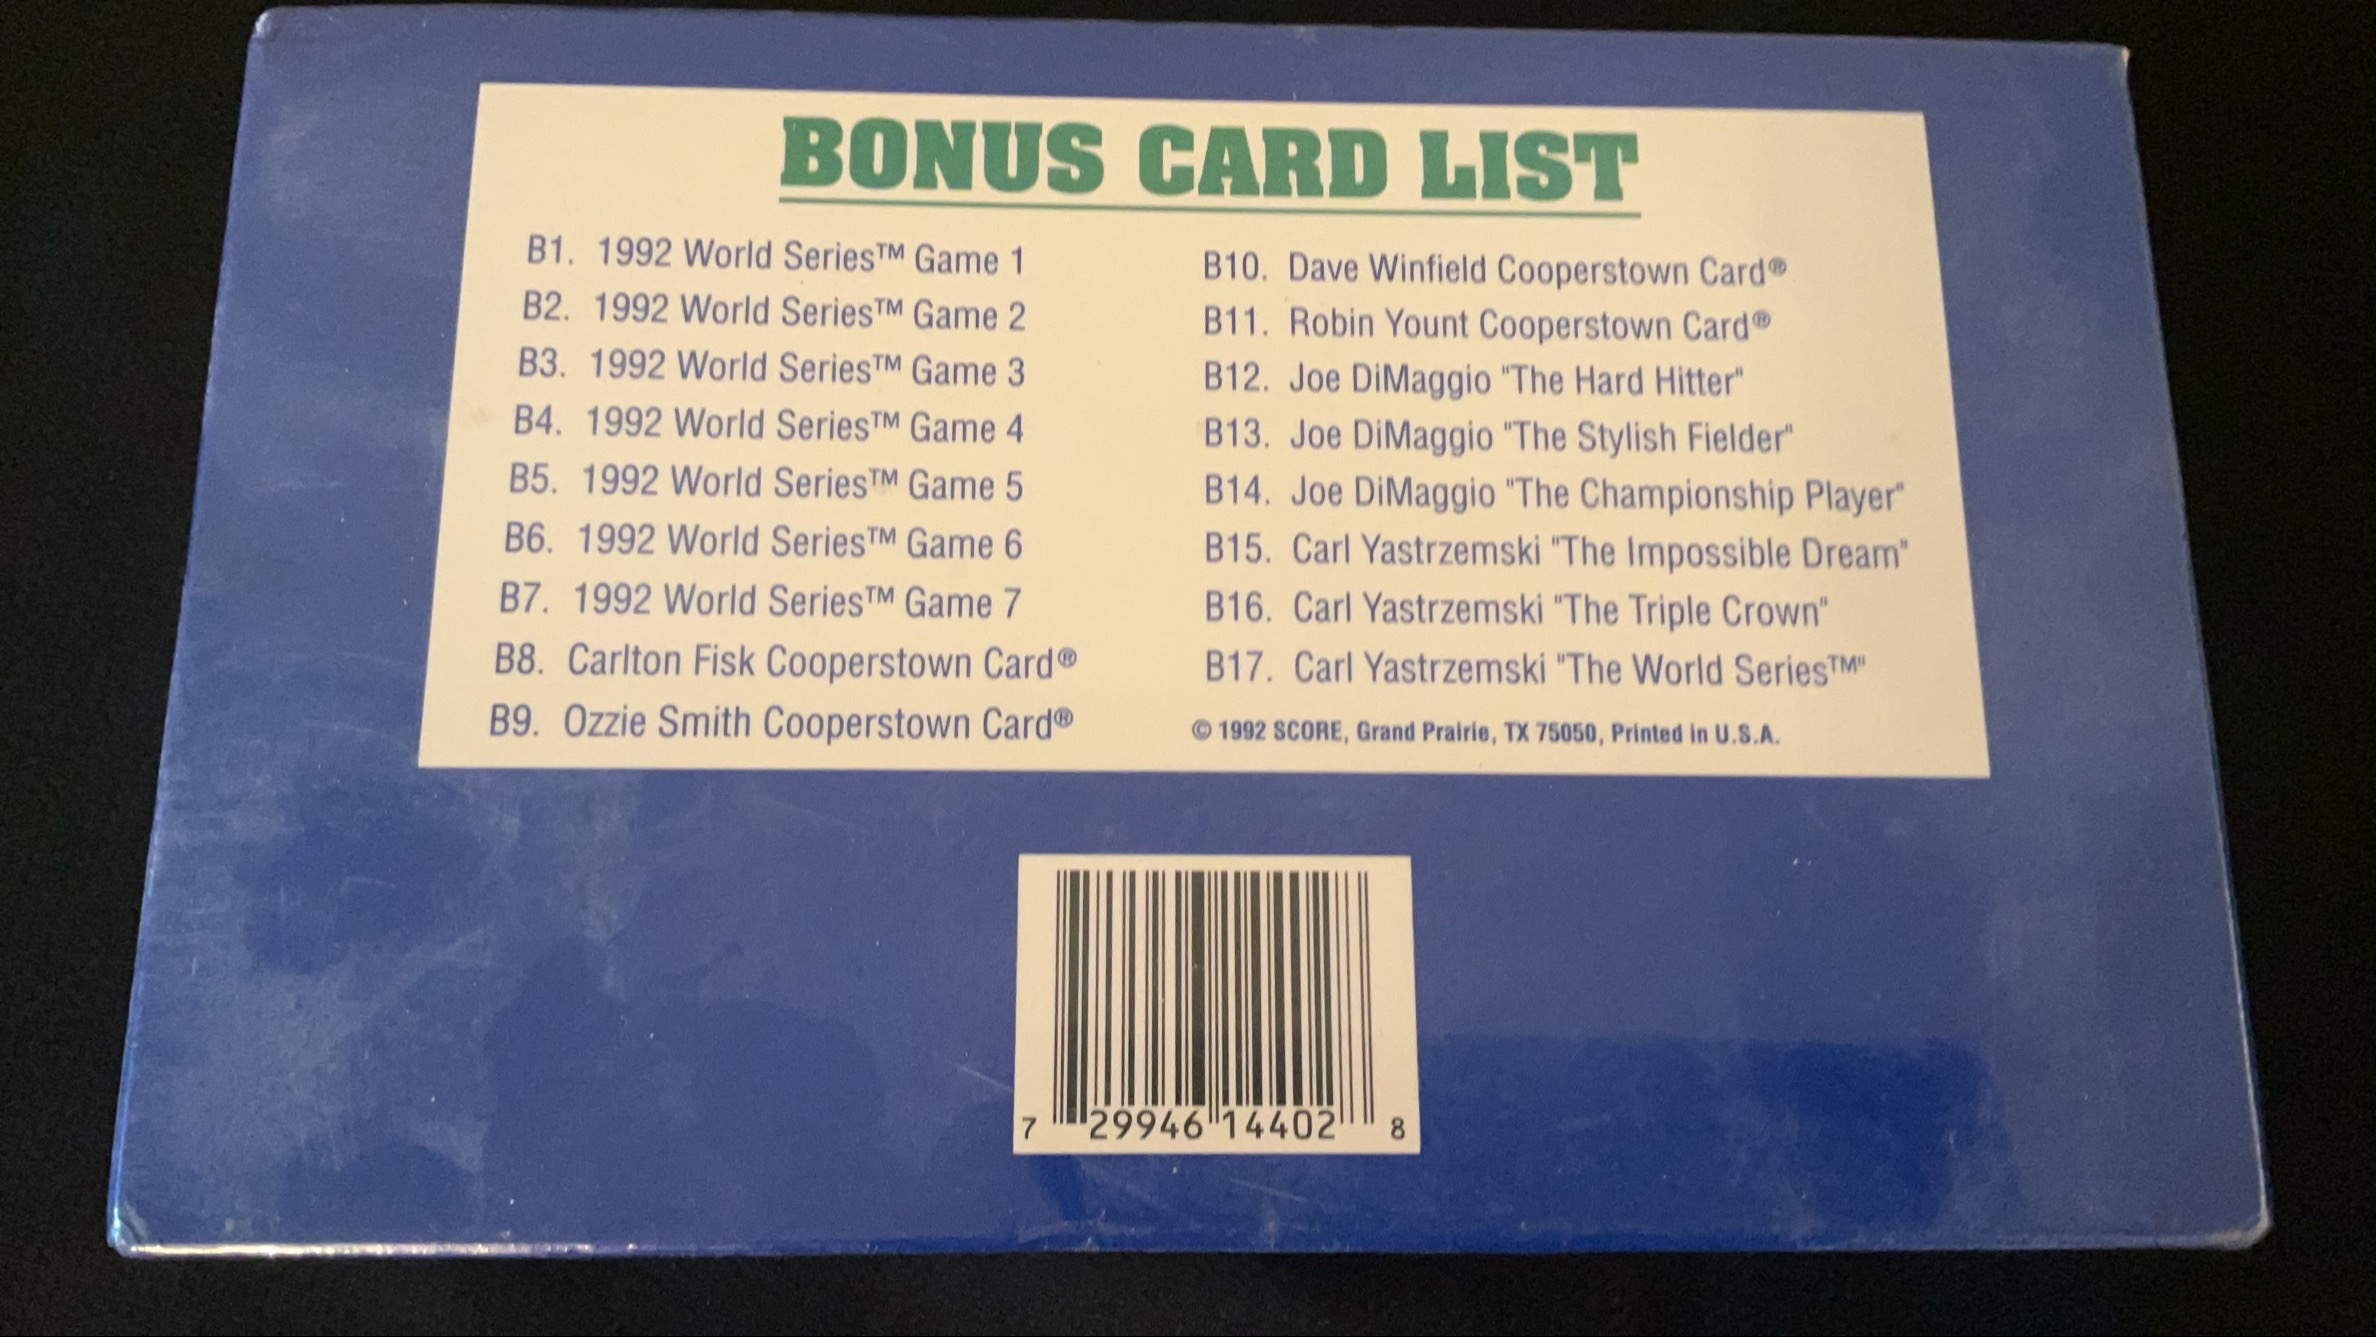 BONUS CARD LIST
B1. 1992 World Series™ Game 1
B2. 1992 World Series™ Game 2
B3. 1992 World Series™ Game 3
B4. 1992 World Series™ Game 4
B5. 1992 World Series™ Game 5
B6. 1992 World Series™ Game 6
B7. 1992 World Series™ Game 7
B8. Carlton Fisk Cooperstown Card®
B9. Ozzie Smith Cooperstown Card®
B10. Dave Winfield Cooperstown Card®
B11. Robin Yount Cooperstown Card®
B12. Joe DiMaggio "The Hard Hitter"
B13. Joe DiMaggio "The Stylish Fielder"
B14. Joe DiMaggio "The Championship Player"
B15. Carl Yastrzemski "The Impossible Dream"
B16. Carl Yastrzemski "The Triple Crown"
B17. Carl Yastrzemski "The World Series™"
© 1992 SCORE, Grand Prairie, TX 75050, Printed in U.S.A.
7 29946 14402 8